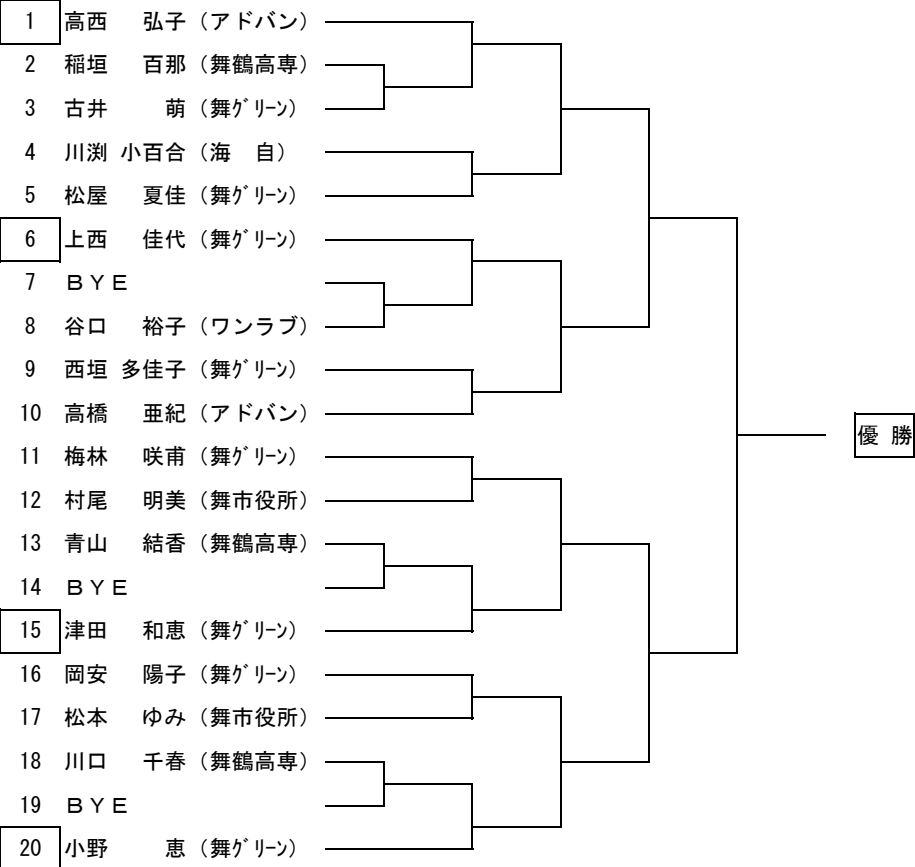 1 高西 弘子 (アドバン)
2 稲垣 百那 (舞鶴高専)
3 古井 萌 (舞ｸﾞﾘｰﾝ)
4 川渕 小百合 (海 自)
5 松屋 夏佳 (舞ｸﾞﾘｰﾝ)
6 上西 佳代 (舞ｸﾞﾘｰﾝ)
7 ＢＹＥ
8 谷口 裕子 (ワンラブ)
9 西垣 多佳子 (舞ｸﾞﾘｰﾝ)
10 高橋 亜紀 (アドバン)
優 勝
11 梅林 咲甫 (舞ｸﾞﾘｰﾝ)
12 村尾 明美 (舞市役所)
13 青山 結香 (舞鶴高専)
14 ＢＹＥ
15 津田 和恵 (舞ｸﾞﾘｰﾝ)
16 岡安 陽子 (舞ｸﾞﾘｰﾝ)
17 松本 ゆみ (舞市役所)
18 川口 千春 (舞鶴高専)
19 ＢＹＥ
20 小野 恵 (舞ｸﾞﾘｰﾝ)